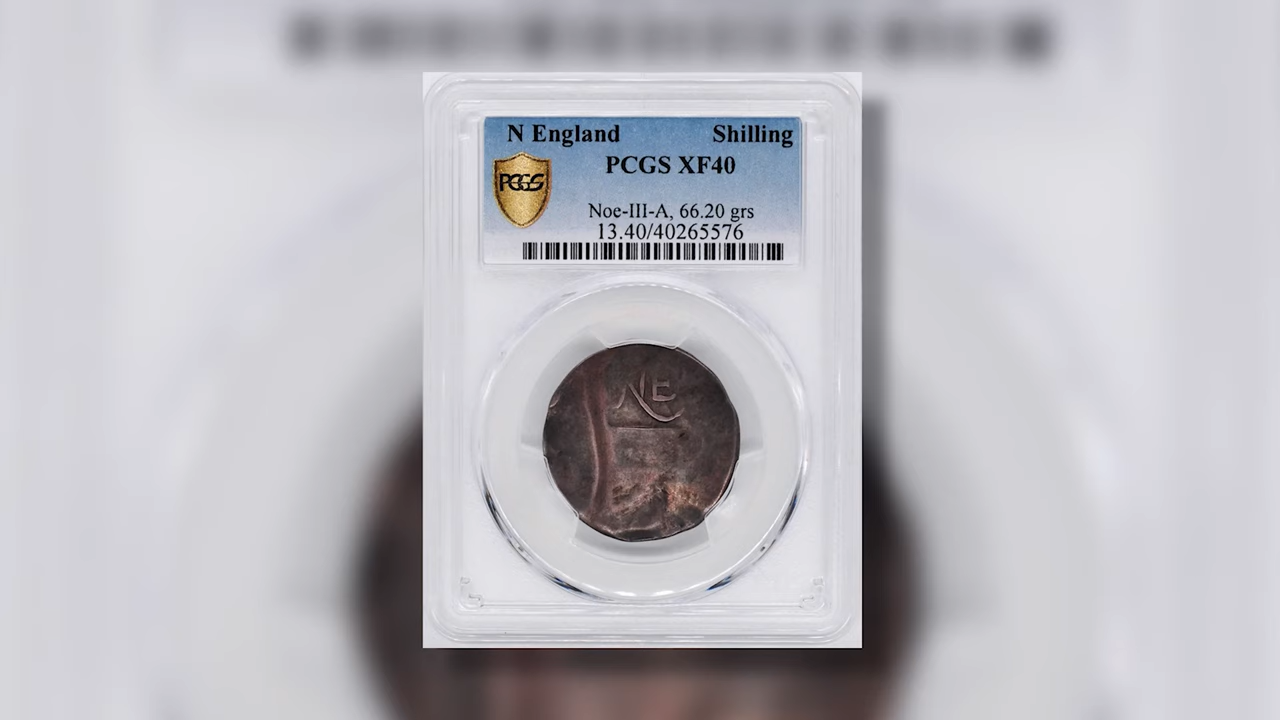 N England Shilling
PCGS XF40
PCGS
Noe-III-A, 66.20 grs
13.40/40265576
NE